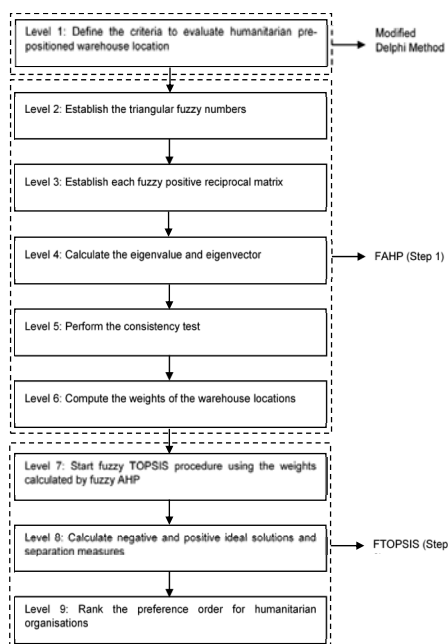 Level 1: Define the criteria to evaluate humanitarian pre-
positioned warehouse location
Modified
Delphi Method
Level 2: Establish the triangular fuzzy numbers
Level 3: Establish each fuzzy positive reciprocal matrix
Level 4: Calculate the eigenvalue and eigenvector
FAHP (Step 1)
Level 5: Perform the consistency test
Level 6: Compute the weights of the warehouse locations
Level 7: Start fuzzy TOPSIS procedure using the weights
calculated by fuzzy AHP
Level 8: Calculate negative and positive ideal solutions and
separation measures
FTOPSIS (Step
Level 9: Rank the preference order for humanitarian
organisations